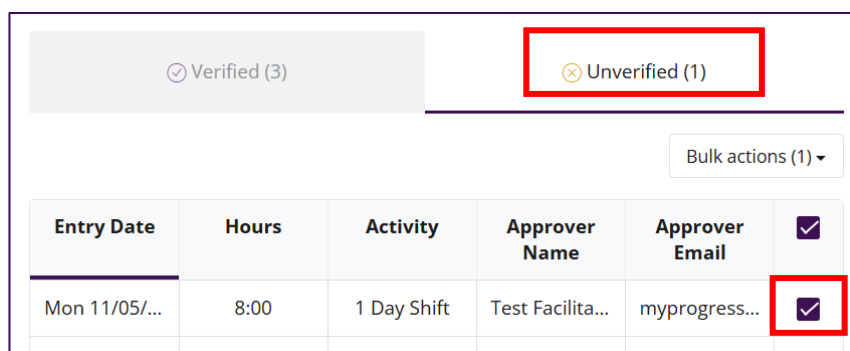 Verified (3)
Unverified (1)
Bulk actions (1)
Entry Date Hours Activity Approver Name Approver Email
Mon 11/05/... 8:00 1 Day Shift Test Facilita... myprogress...